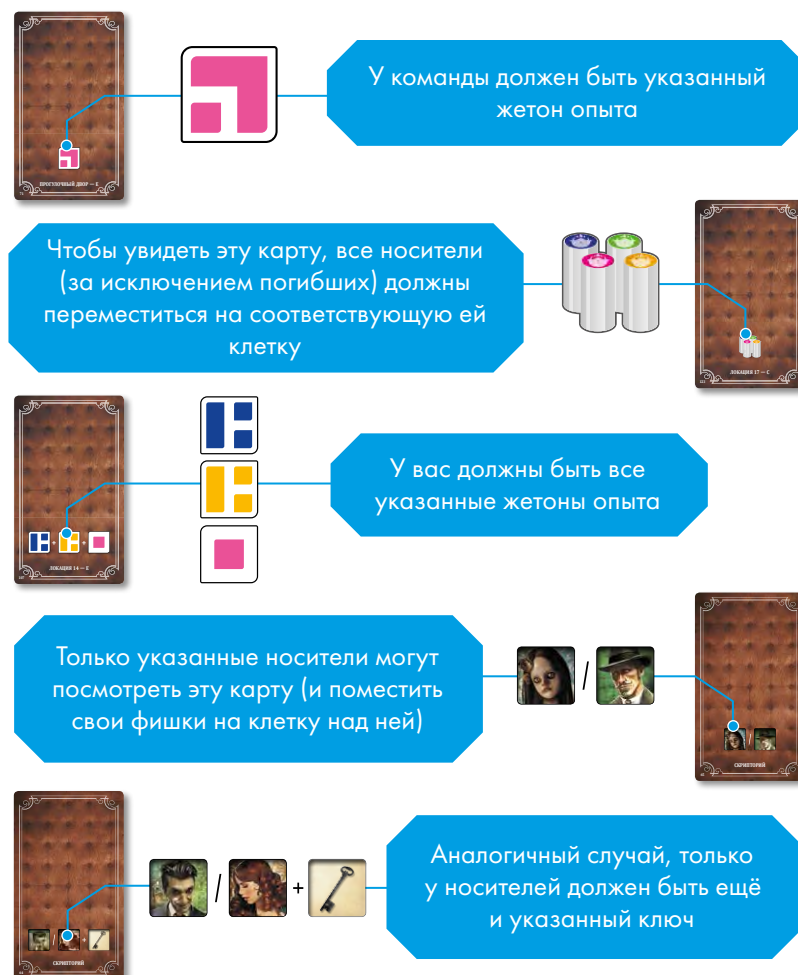 У команды должен быть указанный
жетон опыта
ПРОГУЛОЧНЫЙ ДВОР — E
Чтобы увидеть эту карту, все носители
(за исключением погибших) должны
переместиться на соответствующую ей
клетку
ЛОКАЦИЯ 17 — C
У вас должны быть все
указанные жетоны опыта
+
+
ЛОКАЦИЯ 14 — E
Только указанные носители могут
посмотреть эту карту (и поместить
свои фишки на клетку над ней)
/
/
СКРИПТОРИЙ
Аналогичный случай, только
у носителей должен быть ещё
и указанный ключ
/ +
/ +
СКРИПТОРИЙ